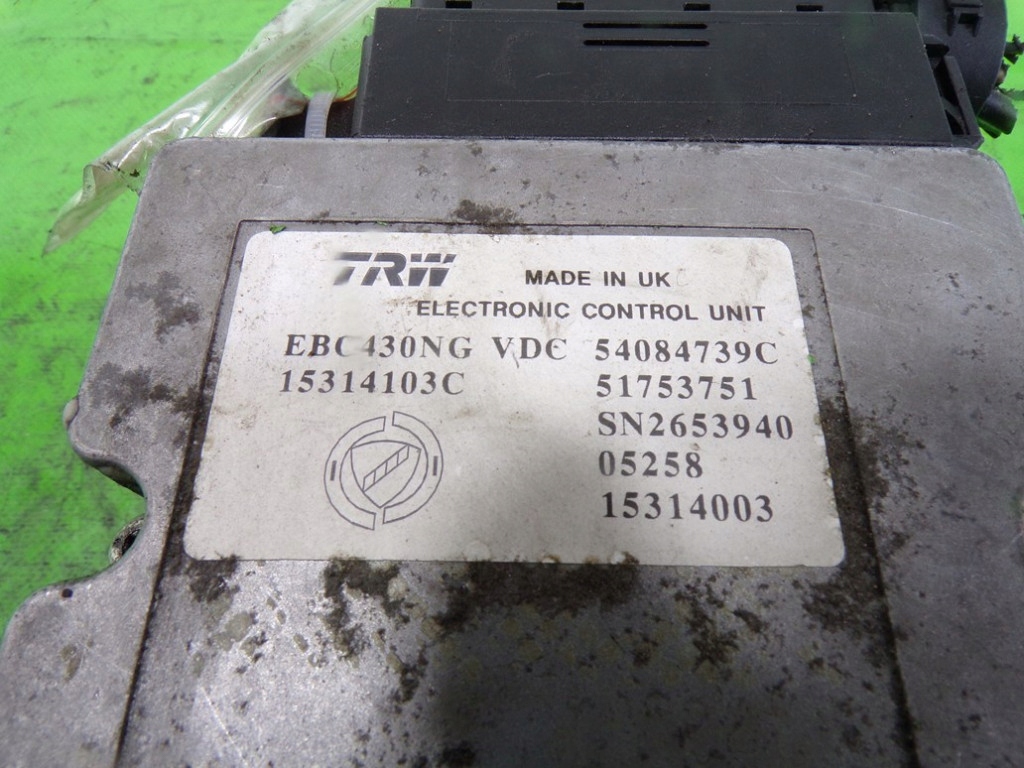 TRW MADE IN UK
ELECTRONIC CONTROL UNIT
EBC430NG VDC 54084739C
15314103C 51753751
SN2653940
05258
15314003